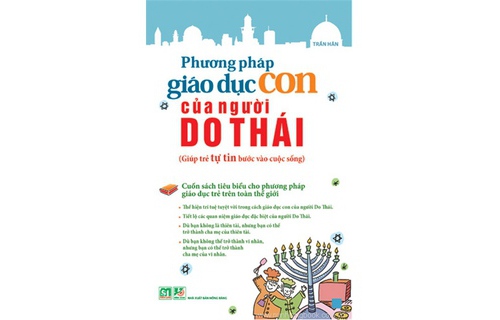 TRẦN HÂN
Phương pháp
giáo dục con
của người
DO THÁI
(Giúp trẻ tự tin bước vào cuộc sống)
Cuốn sách tiêu biểu cho phương pháp
giáo dục trẻ trên toàn thế giới
Thể hiện trí tuệ tuyệt vời trong cách giáo dục con của người Do Thái.
Tiết lộ các quan niệm giáo dục đặc biệt của người Do Thái.
Dù bạn không là thiên tài, nhưng bạn có thể
trở thành cha mẹ của thiên tài.
Dù bạn không thể trở thành vĩ nhân,
nhưng bạn có thể trở thành
cha mẹ của vĩ nhân.
NHÀ XUẤT BẢN HỒNG ĐỨC